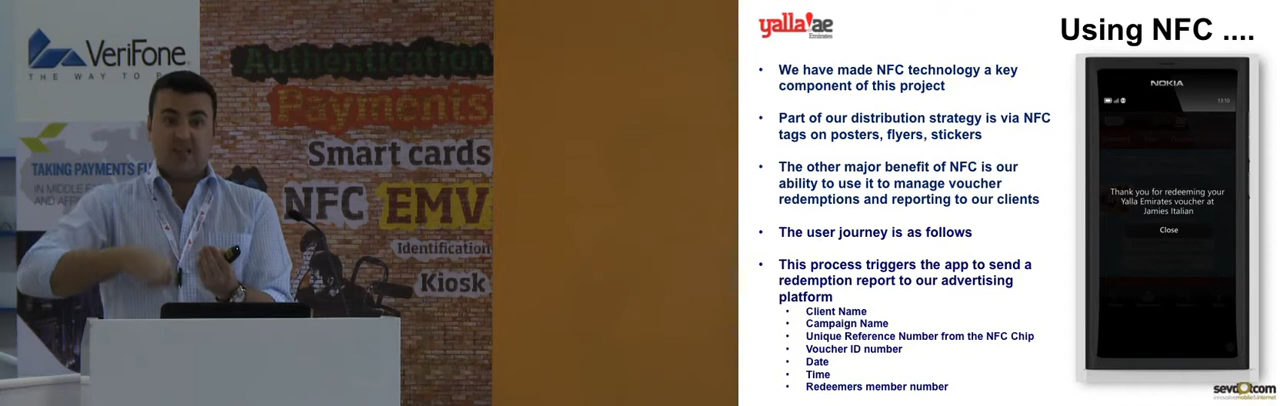 VeriFone
THE WAY TO
TAKING PAYMENTS FU
IN MIDDLE E
AND AFRI
Authentication
Payments
Smart cards
NFC EMV
Identification
Kiosk
yalla!ae
Emirates
Using NFC ....
• We have made NFC technology a key
component of this project
• Part of our distribution strategy is via NFC
tags on posters, flyers, stickers
• The other major benefit of NFC is our
ability to use it to manage voucher
redemptions and reporting to our clients
• The user journey is as follows
• This process triggers the app to send a
redemption report to our advertising
platform
• Client Name
• Campaign Name
• Unique Reference Number from the NFC Chip
• Voucher ID number
• Date
• Time
• Redeemers member number
NOKIA
Thank you for redeeming your
Yalla Emirates voucher at
Jamies Italian
Close
sevd●tcom